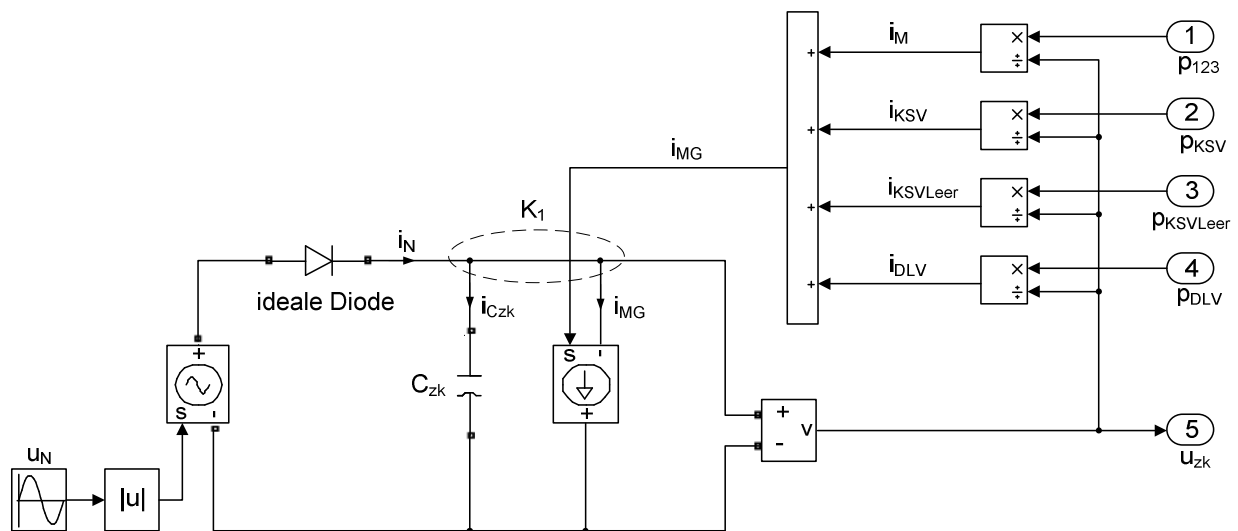 i_M
×
÷
1
p_123
i_KSV
×
÷
2
p_KSV
i_MG
+
+
+
+
i_KSVLeer
×
÷
3
p_KSVLeer
K_1
i_N
ideale Diode
i_DLV
×
÷
4
p_DLV
i_Czk
i_MG
+
S
-
S
-
+
C_zk
+
-
v
5
u_zk
u_N
|u|